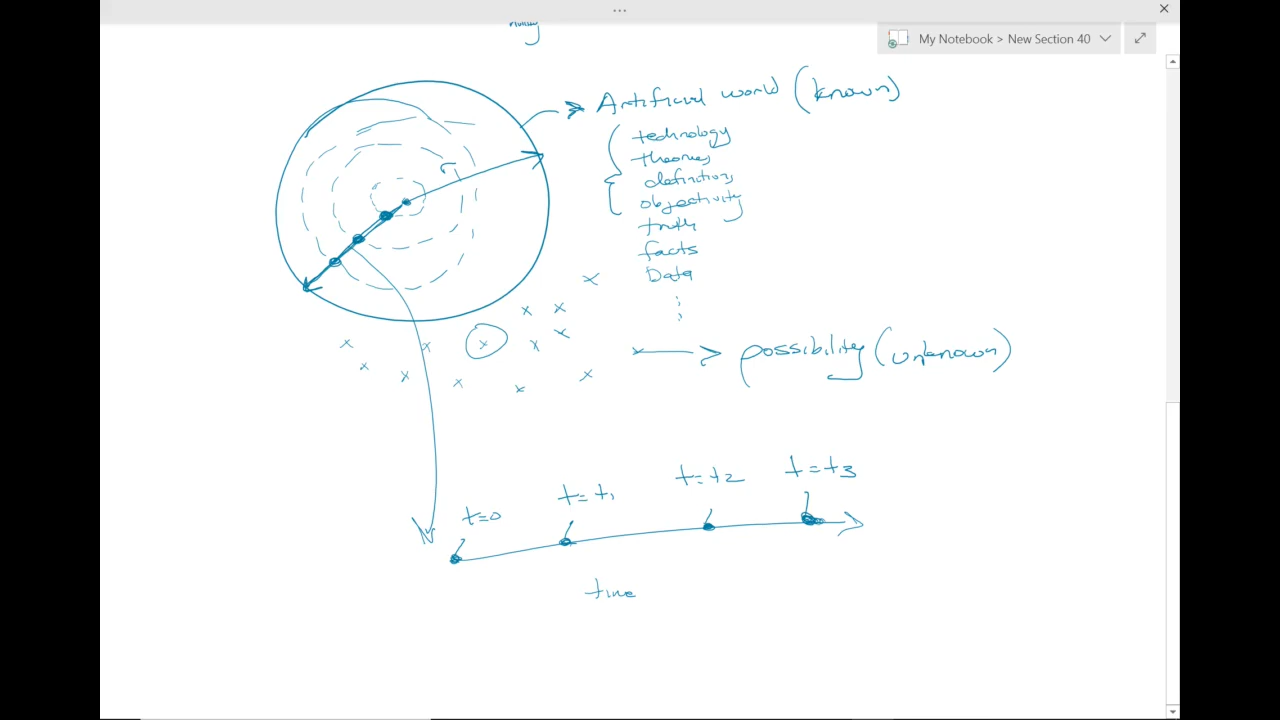 My Notebook > New Section 40
Artificial world (known)
technology
theories
definitions
objectivity
truth
facts
Data
r
possibility (unknown)
t=0
t=t1
t=t2
t=t3
time